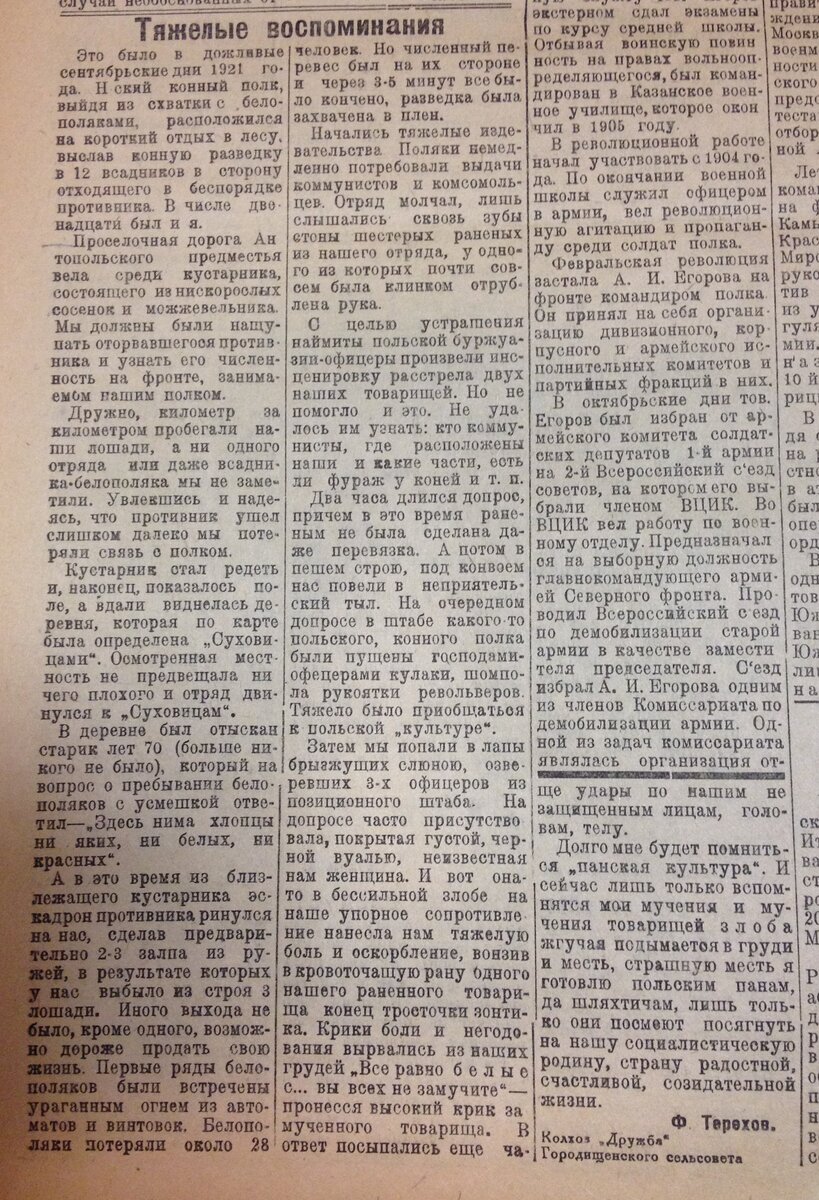 случаи необоснованных от
Тяжелые воспоминания
Это было в дождливые
сентябрьские дни 1921 го-
да. Н ский конный полк,
выйдя из схватки с бело-
поляками, расположился
на короткий отдых в лесу,
выслав конную разведку
в 12 всадников в сторону
отходящего в беспорядке
противника. В числе две-
надцати был и я.
Проселочная дорога Ан
топольского предместья
вела среди кустарника,
состоящего из нискорослых
сосенок и можжевельника.
Мы должны были нащу-
пать оторвавшегося против-
ника и узнать его числен-
ность на фронте, занима-
емом нашим полком.
Дружно, километр за
километром пробегали на-
ши лошади, а ни одного
отряда или даже всадни-
ка-белополяка мы не заме-
тили. Увлекшись и наде-
ясь, что противник ушел
слишком далеко мы поте-
ряли связь с полком.
Кустарник стал редеть
и, наконец, показалось по-
ле, а вдали виднелась де-
ревня, которая по карте
была определена „Сухови-
цами“. Осмотренная мест-
ность не предвещала ни
чего плохого и отряд дви-
нулся к „Суховицам“.
В деревне был отыскан
старик лет 70 (больше ни-
кого не было), который на
вопрос о пребывании бело-
поляков с усмешкой отве-
тил—„Здесь нима хлопцы
ни яких, ни белых, ни
красных“.
А в это время из близ-
лежащего кустарника эс-
кадрон противника ринулся
на нас, сделав предвари-
тельно 2-3 залпа из ру-
жей, в результате которых
у нас выбыло из строя 3
лошади. Иного выхода не
было, кроме одного, возмож-
но дороже продать свою
жизнь. Первые ряды бело-
поляков были встречены
ураганным огнем из авто-
матов и винтовок. Белопо-
ляки потеряли около 28
человек. Но численный пе-
ревес был на их стороне
и через 3-5 минут все бы-
ло кончено, разведка была
захвачена в плен.
Начались тяжелые изде-
вательства. Поляки немед-
ленно потребовали выдачи
коммунистов и комсомоль-
цев. Отряд молчал, лишь
слышались сквозь зубы
стоны шестерых раненых
из нашего отряда, у одно-
го из которых почти сов-
сем была клинком отруб-
лена рука.
С целью устрашения
наймиты польской буржуа-
зии-офицеры произвели инс-
ценировку расстрела двух
наших товарищей. Но не
помогло и это. Не уда-
лось им узнать: кто комму-
нисты, где расположены
наши и какие части, есть
ли фураж у коней и т. п.
Два часа длился допрос,
причем в это время ране-
ным не была сделана да-
же перевязка. А потом в
пешем строю, под конвоем
нас повели в неприятель-
ский тыл. На очередном
допросе в штабе какого-то
польского, конного полка
были пущены господами-
офецерами кулаки, шомпо-
ла рукоятки револьверов.
Тяжело было приобщаться
к польской „культуре“.
Затем мы попали в лапы
брызжущих слюною, озве-
ревших 3-х офицеров из
позиционного штаба. На
допросе часто присутство
вала, покрытая густой, чер-
ной вуалью, неизвестная
нам женщина. И вот она-
то в бессильной злобе на
наше упорное сопротивле-
ние нанесла нам тяжелую
боль и оскорбление, вонзив
в кровоточащую рану одного
нашего раненного товари-
ща конец тросточки зонти-
ка. Крики боли и негодо-
вания вырвались из наших
грудей „Все равно белые
с... вы всех не замучите“—
пронесся высокий крик за
мученного товарища. В
ответ посыпались еще ча-
экстерном сдал экзамены
по курсу средней школы.
Отбывая воинскую повин
ность на правах вольноопр-
ределяющегося, был коман-
дирован в Казанское воен-
ное училище, которое окон
чил в 1905 году.
В революционной работе
начал участвовать с 1904 го-
да. По окончании военной
школы служил офицером
в армии, вел революцион-
ную агитацию и пропаган-
ду среди солдат полка.
Февральская революция
застала А. И. Егорова на
фронте командиром полка.
Он принял на себя органи-
зацию дивизионного, кор-
пусного и армейского ис-
полнительных комитетов и
партийных фракций в них.
В октябрьские дни тов.
Егоров был избран от ар-
мейского комитета солдат-
ских депутатов 1-й армии
на 2-й Всероссийский с'езд
советов, на котором его вы-
брали членом ВЦИК. Во
ВЦИК вел работу по воен-
ному отделу. Предназначал
ся на выборную должность
главнокомандующего арми-
ей Северного фронта. Про-
водил Всероссийский с'езд
по демобилизации старой
армии в качестве замести
теля председателя. С'езд
избрал А. И. Егорова одним
из членов Комиссариата по
демобилизации армии. Од-
ной из задач комиссариата
являлась организация от-
ще удары по нашим не
защищенным лицам, голо-
вам, телу.
Долго мне будет помнить-
ся „панская культура“. И
сейчас лишь только вспом-
нятся мои мучения и му-
чения товарищей злоба
жгучая подымается в груди
и месть, страшную месть я
готовлю польским панам,
да шляхтичам, лишь толь-
ко они посмеют посягнуть
на нашу социалистическую
родину, страну радостной,
счастливой, созидательной
жизни.
Ф. Терехов.
Колхоз „Дружба“
Городищенского сельсовета